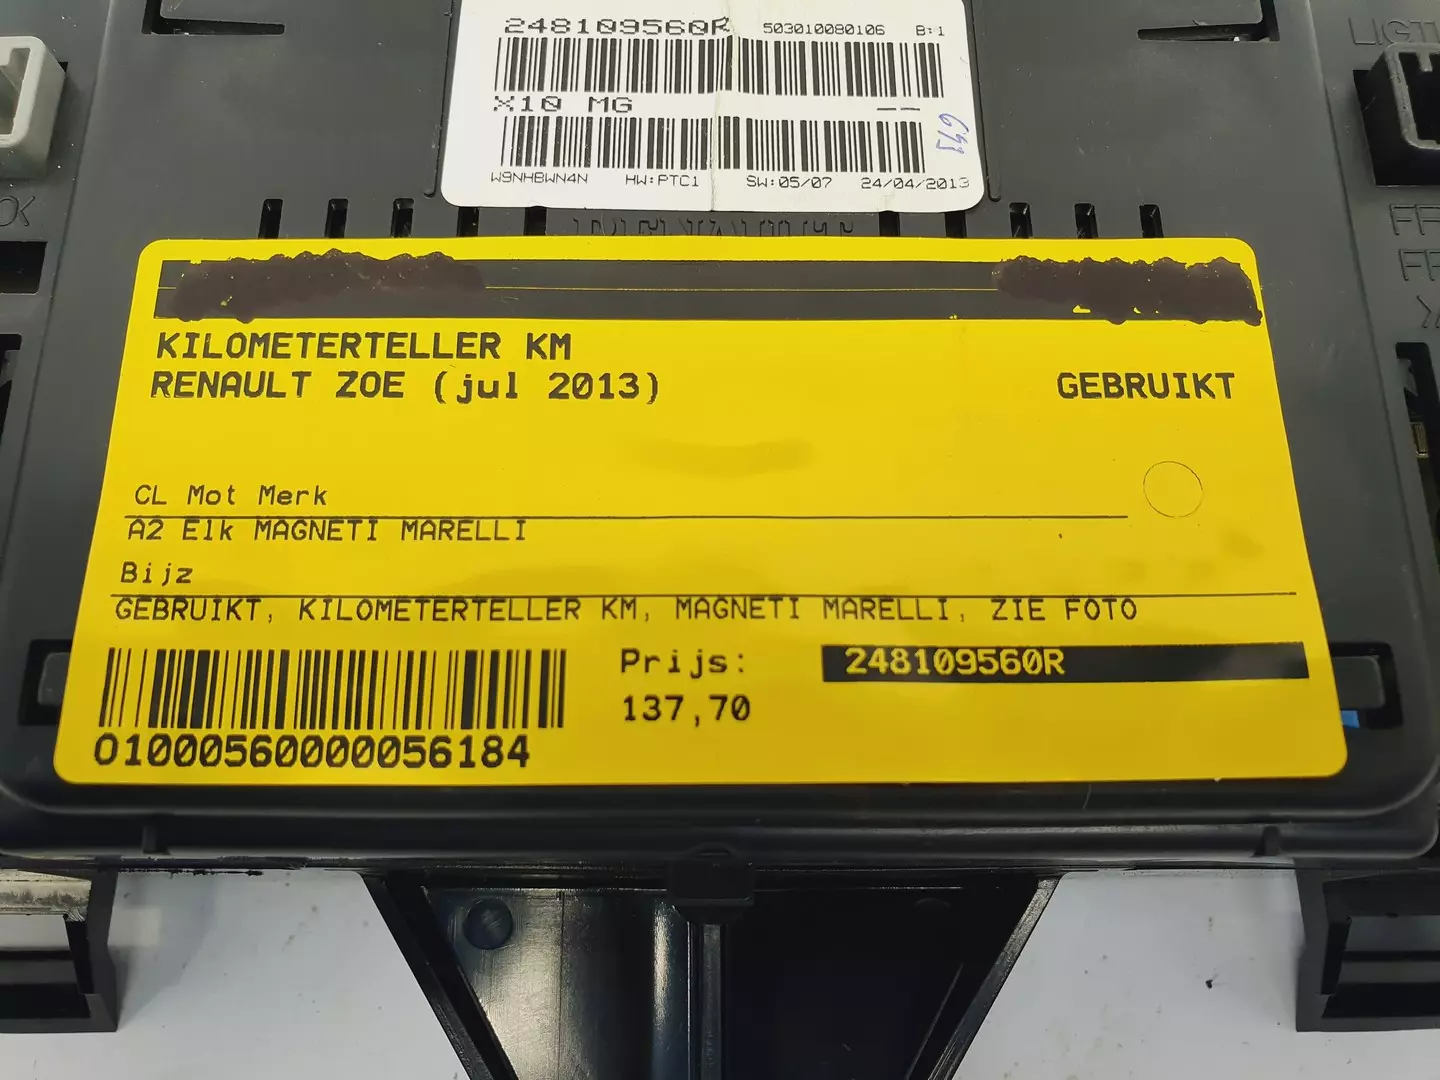 248109560R 503010080106 B:1
X10 MG --
W9NHBWN4N HW:PTC1 SW:05/07 24/04/2013
KILOMETERTELLER KM
RENAULT ZOE (jul 2013) GEBRUIKT
CL Mot Merk
A2 Elk MAGNETI MARELLI
Bijz
GEBRUIKT, KILOMETERTELLER KM, MAGNETI MARELLI, ZIE FOTO
Prijs: 248109560R
137,70
O1000560000056184